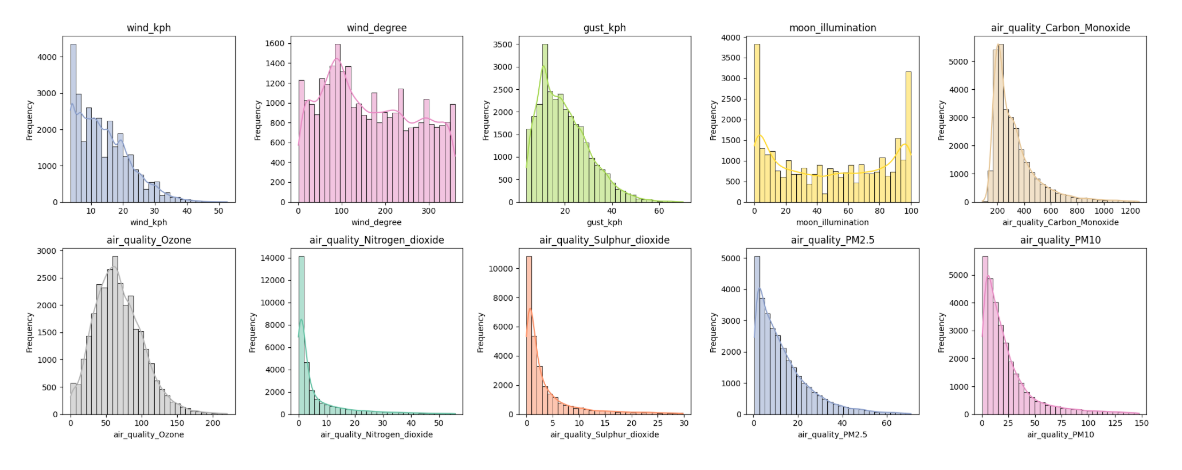 wind_kph
wind_degree
gust_kph
moon_illumination
air_quality_Carbon_Monoxide
Frequency
4000
3000
2000
1000
0
10 20 30 40 50
wind_kph
Frequency
1600
1400
1200
1000
800
600
400
200
0
0 100 200 300
wind_degree
Frequency
3500
3000
2500
2000
1500
1000
500
0
20 40 60
gust_kph
Frequency
4000
3500
3000
2500
2000
1500
1000
500
0
0 20 40 60 80 100
moon_illumination
Frequency
5000
4000
3000
2000
1000
0
200 400 600 800 1000 1200
air_quality_Carbon_Monoxide
air_quality_Ozone
air_quality_Nitrogen_dioxide
air_quality_Sulphur_dioxide
air_quality_PM2.5
air_quality_PM10
Frequency
3000
2500
2000
1500
1000
500
0
0 50 100 150 200
air_quality_Ozone
Frequency
14000
12000
10000
8000
6000
4000
2000
0
0 10 20 30 40 50
air_quality_Nitrogen_dioxide
Frequency
10000
8000
6000
4000
2000
0
0 5 10 15 20 25 30
air_quality_Sulphur_dioxide
Frequency
5000
4000
3000
2000
1000
0
0 20 40 60
air_quality_PM2.5
Frequency
5000
4000
3000
2000
1000
0
0 25 50 75 100 125 150
air_quality_PM10